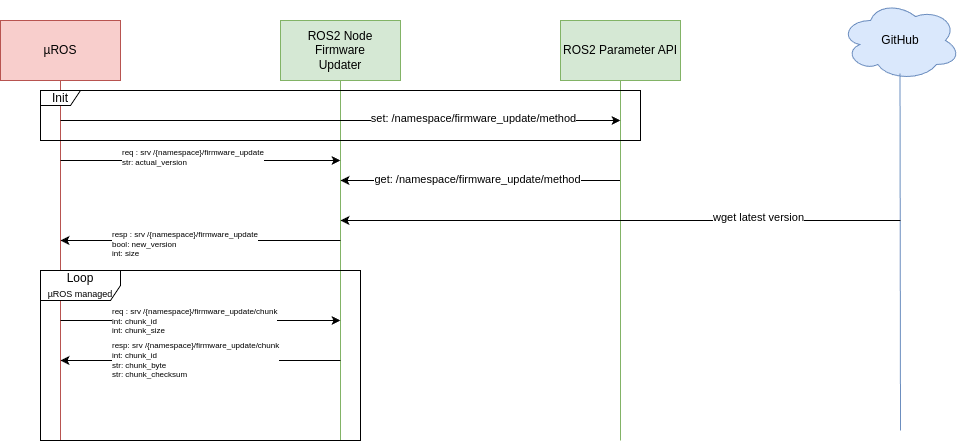 µROS
ROS2 Node
Firmware
Updater
ROS2 Parameter API
GitHub
Init
set: /namespace/firmware_update/method
req : srv /{namespace}/firmware_update
str: actual_version
get: /namespace/firmware_update/method
wget latest version
resp : srv /{namespace}/firmware_update
bool: new_version
int: size
Loop
µROS managed
req : srv /{namespace}/firmware_update/chunk
int: chunk_id
int: chunk_size
resp: srv /{namespace}/firmware_update/chunk
int: chunk_id
str: chunk_byte
str: chunk_checksum